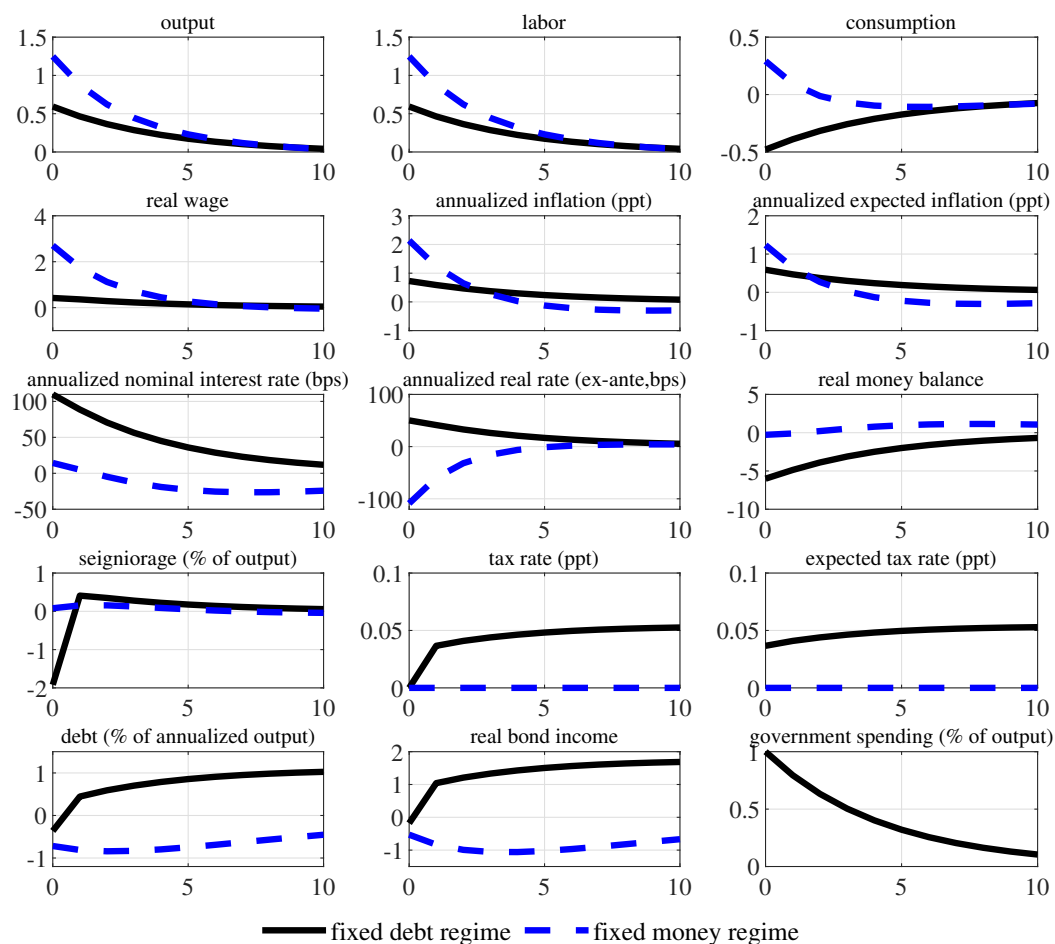 output labor consumption
1.5 1.5 0.5
1 1
0
0.5 0.5
0 0 -0.5
0 5 10 0 5 10 0 5 10
real wage annualized inflation (ppt) annualized expected inflation (ppt)
4 3 2
2 2 1
1
0 0 0
-1 -1
0 5 10 0 5 10 0 5 10
annualized nominal interest rate (bps) annualized real rate (ex-ante,bps) real money balance
100 100 5
50 0 0
0 -5
-50 -100 -10
0 5 10 0 5 10 0 5 10
seigniorage (% of output) tax rate (ppt) expected tax rate (ppt)
1 0.1 0.1
0 0.05 0.05
-1
-2 0 0
0 5 10 0 5 10 0 5 10
debt (% of annualized output) real bond income government spending (% of output)
1 2 1
1
0 0 0.5
-1 -1 0
0 5 10 0 5 10 0 5 10
fixed debt regime fixed money regime